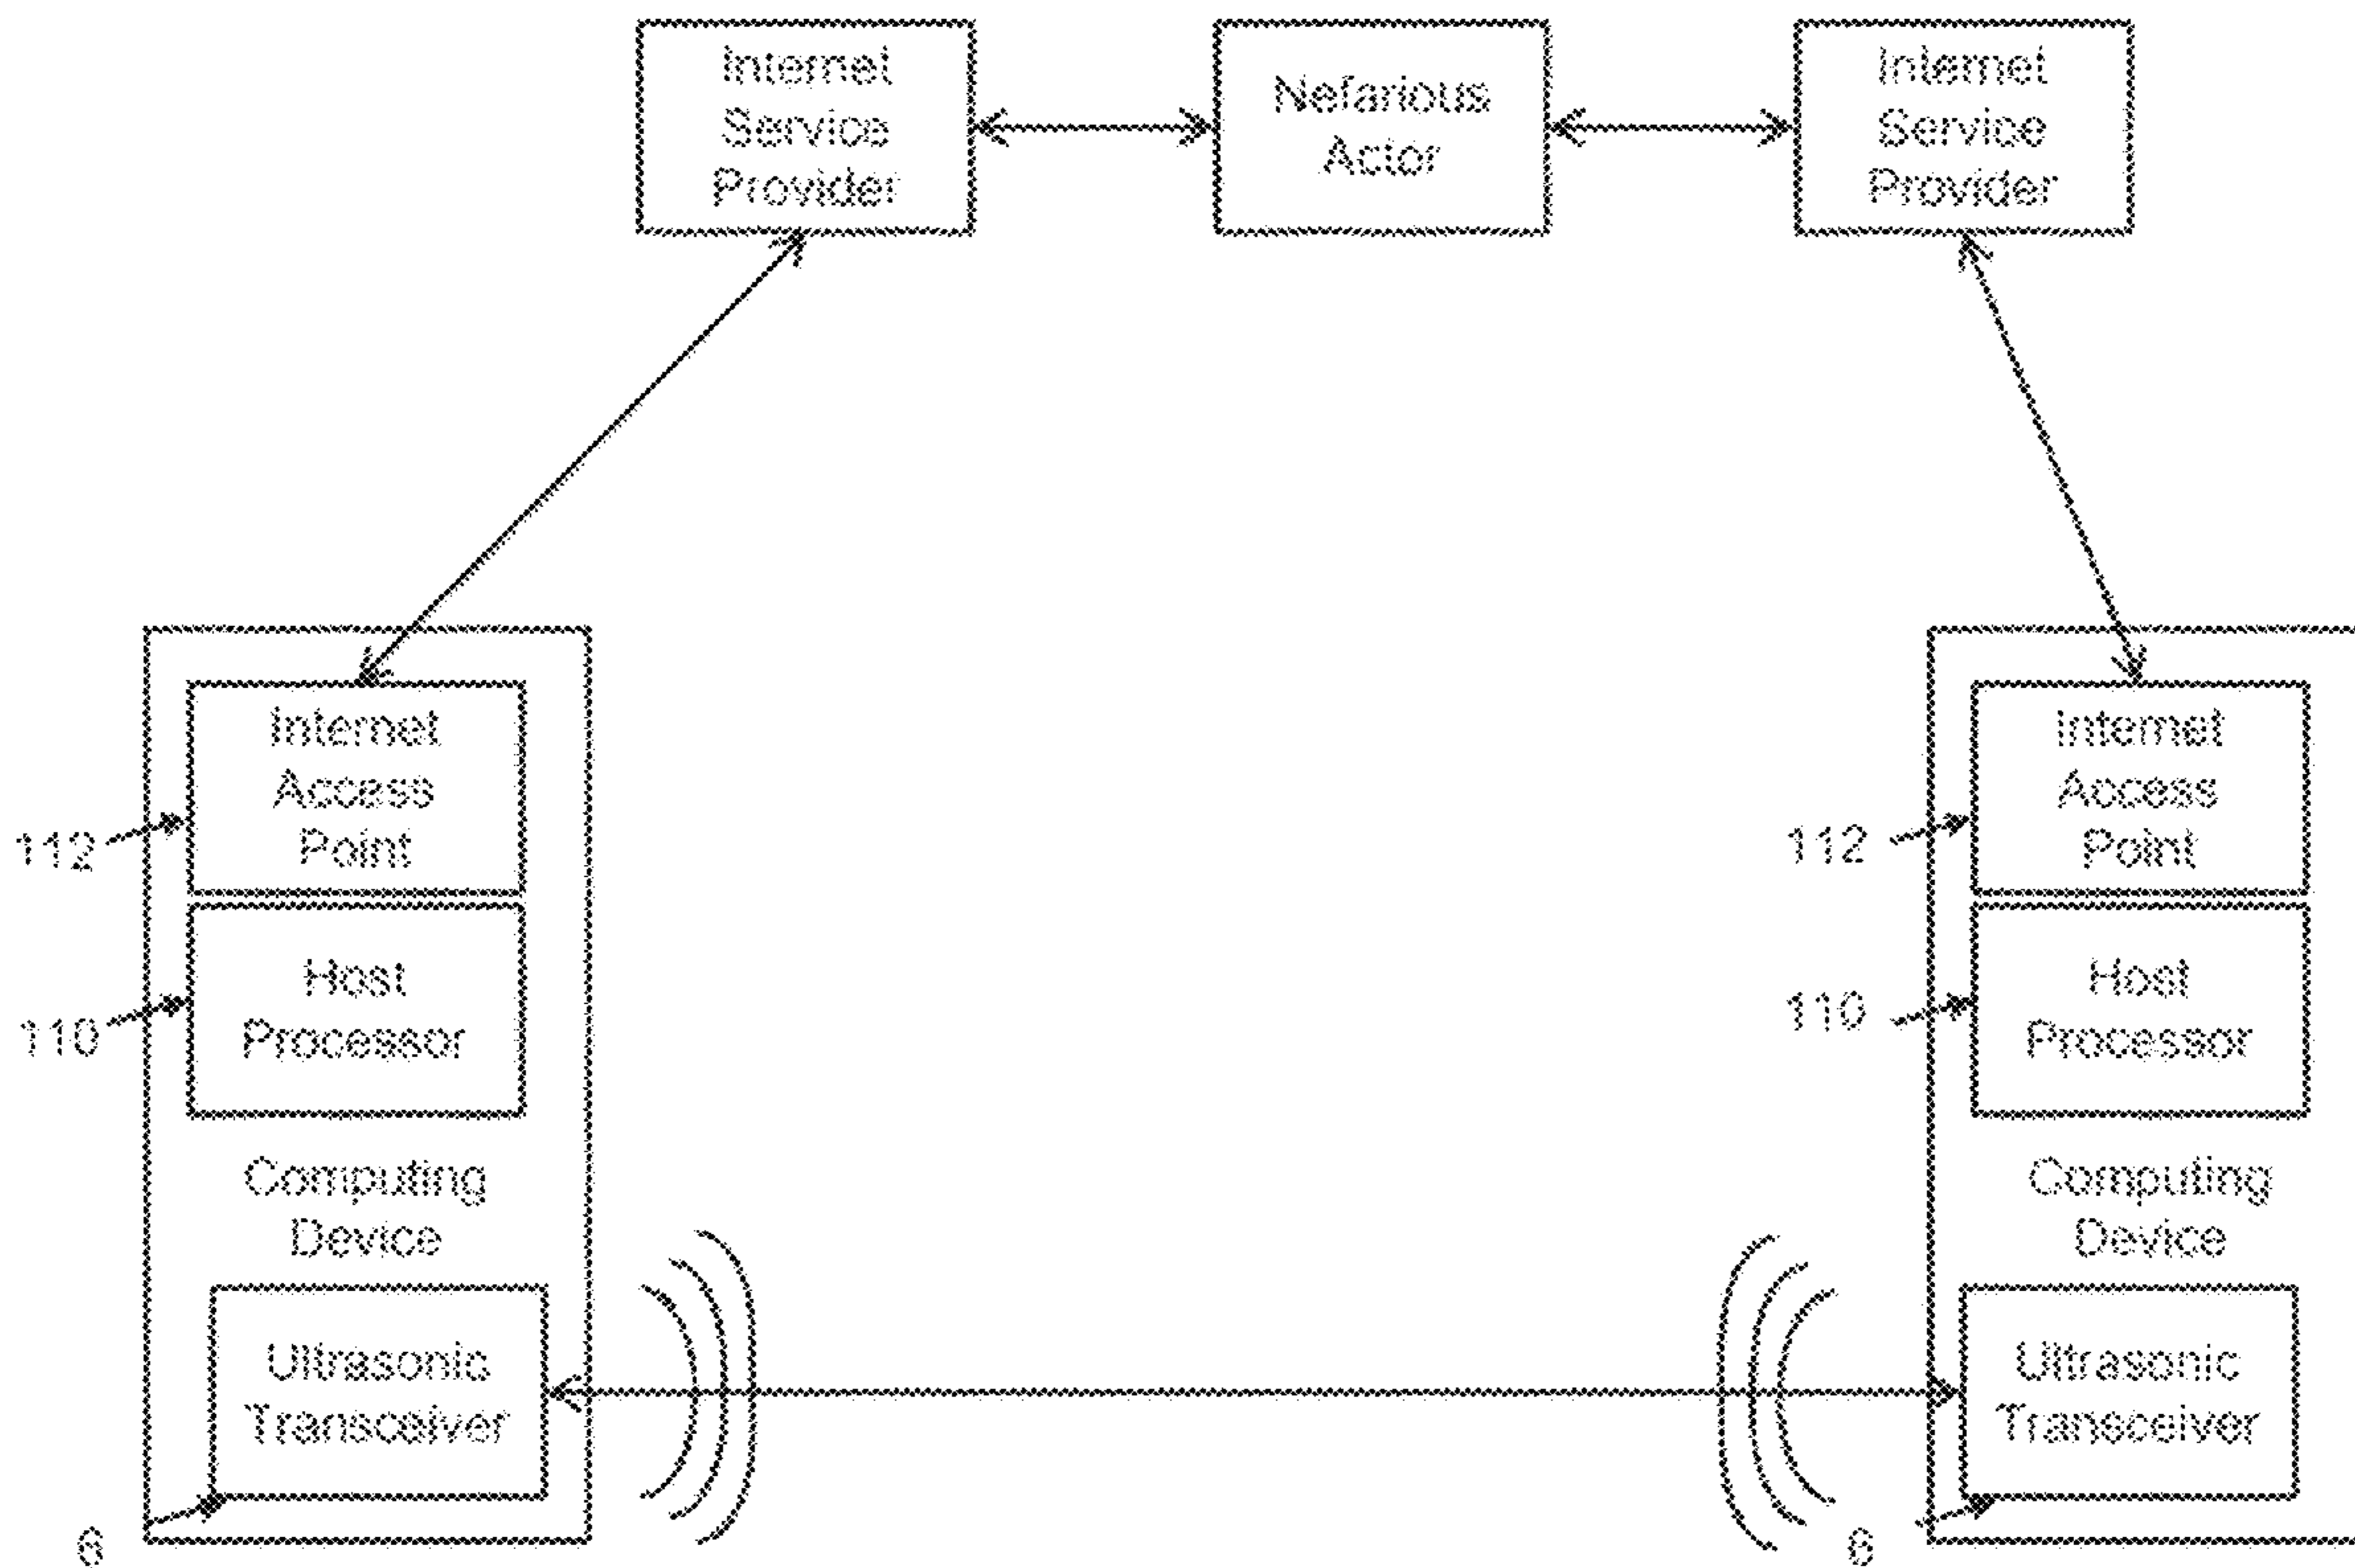 Internet
Service
Provider
Nefarious
Actor
Internet
Service
Provider
Internet
Access
Point
112
Host
Processor
110
Computing
Device
Ultrasonic
Transceiver
6
Internet
Access
Point
112
Host
Processor
110
Computing
Device
Ultrasonic
Transceiver
6